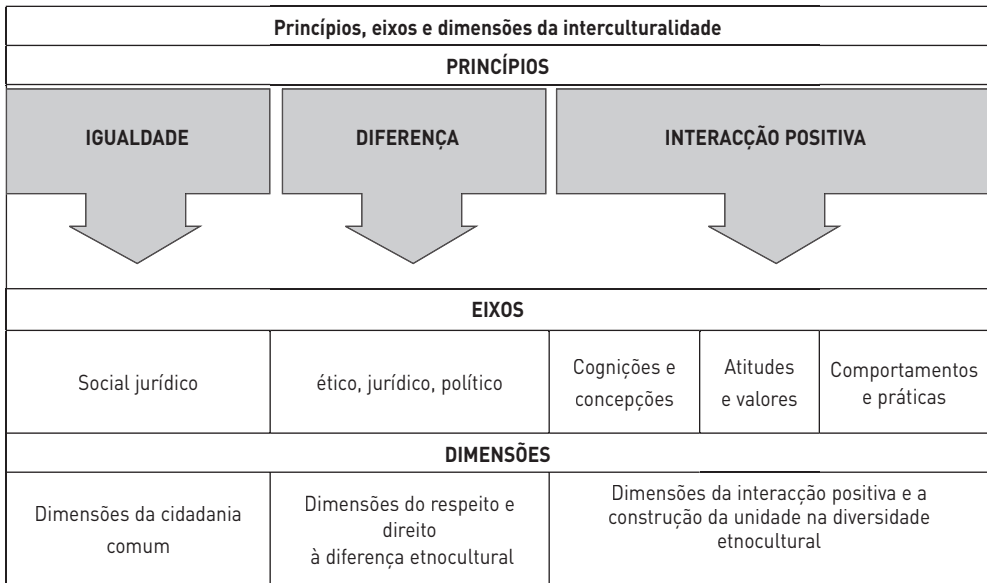 Princípios, eixos e dimensões da interculturalidade
PRINCÍPIOS
IGUALDADE
DIFERENÇA
INTERACÇÃO POSITIVA
EIXOS
Social jurídico
ético, jurídico, político
Cognições e
concepções
Atitudes
e valores
Comportamentos
e práticas
DIMENSÕES
Dimensões da cidadania
comum
Dimensões do respeito e
direito
à diferença etnocultural
Dimensões da interacção positiva e a
construção da unidade na diversidade
etnocultural